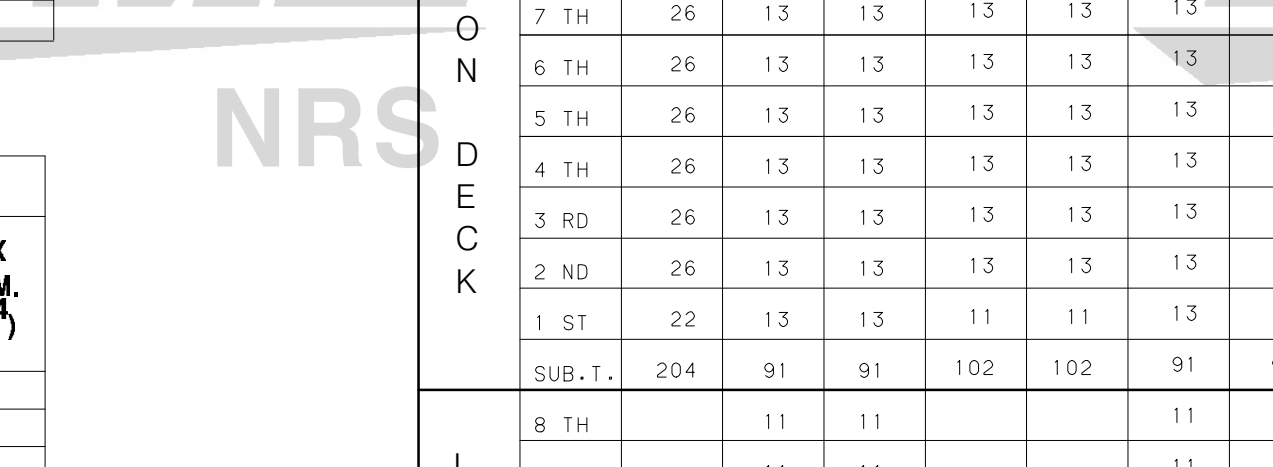 7 TH 26 13 13 13 13 13
6 TH 26 13 13 13 13 13
5 TH 26 13 13 13 13 13
4 TH 26 13 13 13 13 13
3 RD 26 13 13 13 13 13
2 ND 26 13 13 13 13 13
1 ST 22 13 13 11 11 13
SUB.T. 204 91 91 102 102 91
8 TH 11 11 11
ON DECK
NRS
M.
)